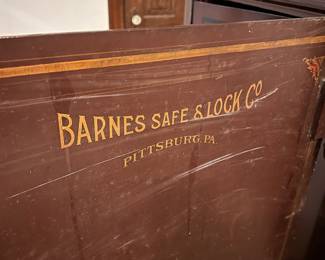 BARNES SAFE & LOCK Co
PITTSBURG, PA.